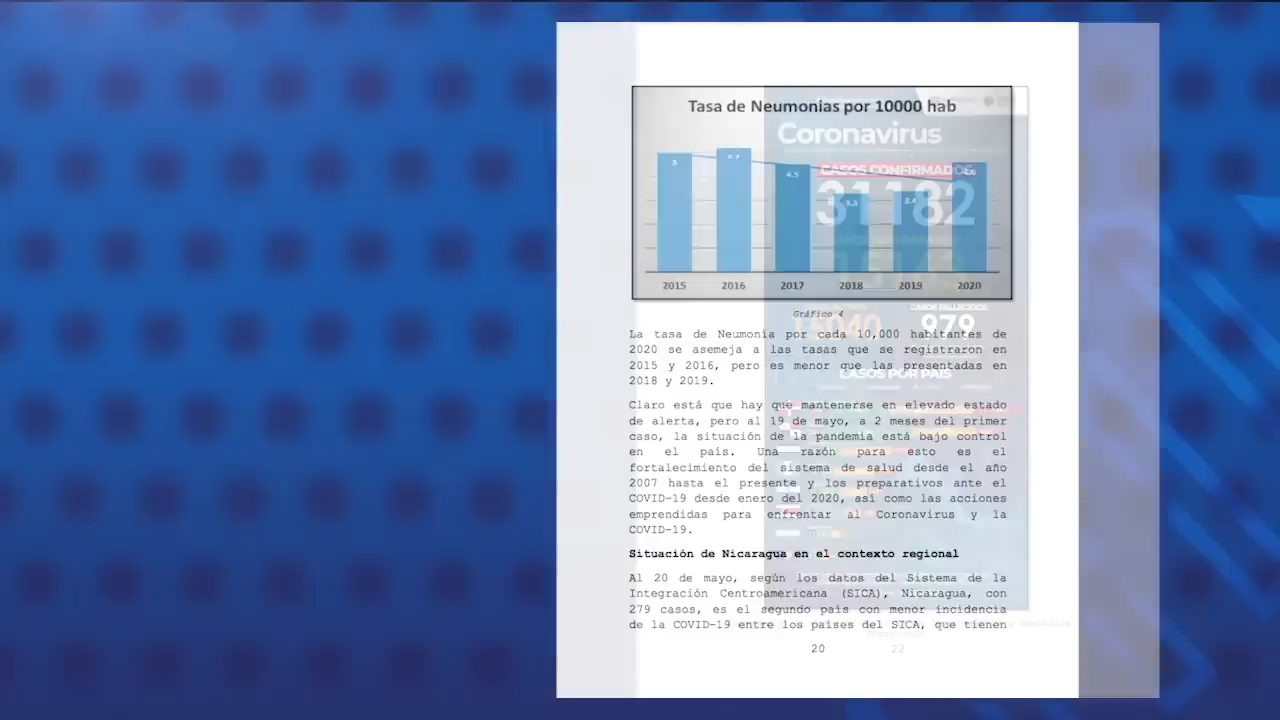 Tasa de Neumonías por 10000 hab
Coronavirus
CASOS CONFIRMADOS
31182
5
4.5
3.3
3.4
2015 2016 2017 2018 2019 2020
CASOS FALLECIDOS
979
CASOS POR PAÍS
Gráfico 4
La tasa de Neumonía por cada 10,000 habitantes de
2020 se asemeja a las tasas que se registraron en
2015 y 2016, pero es menor que las presentadas en
2018 y 2019.
Claro está que hay que mantenerse en elevado estado
de alerta, pero al 19 de mayo, a 2 meses del primer
caso, la situación de la pandemia está bajo control
en el país. Una razón para esto es el
fortalecimiento del sistema de salud desde el año
2007 hasta el presente y los preparativos ante el
COVID-19 desde enero del 2020, así como las acciones
emprendidas para enfrentar al Coronavirus y la
COVID-19.
Situación de Nicaragua en el contexto regional
Al 20 de mayo, según los datos del Sistema de la
Integración Centroamericana (SICA), Nicaragua, con
279 casos, es el segundo país con menor incidencia
de la COVID-19 entre los países del SICA, que tienen
20
22